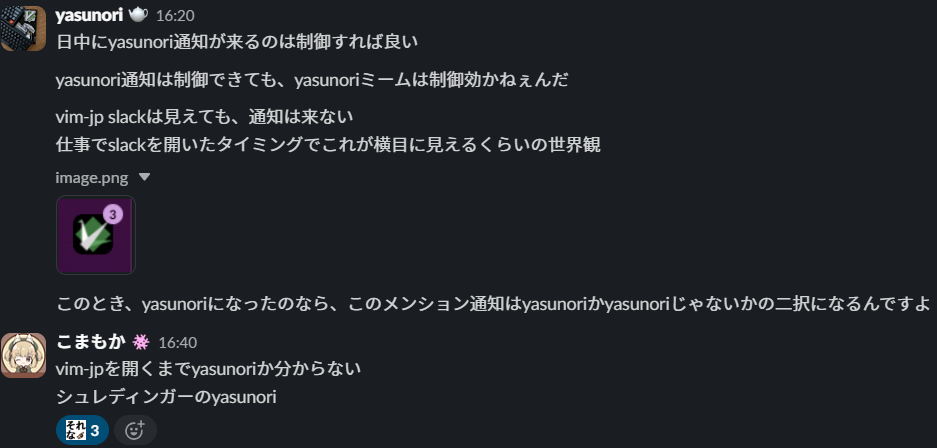 yasunori 16:20
日中にyasunori通知が来るのは制御すれば良い
yasunori通知は制御できても、yasunoriミームは制御効かねぇんだ
vim-jp slackは見えても、通知は来ない
仕事でslackを開いたタイミングでこれが横目に見えるくらいの世界観
image.png
3
このとき、yasunoriになったのなら、このメンション通知はyasunoriかyasunoriじゃないかの二択になるんですよ
こまもか 16:40
vim-jpを開くまでyasunoriか分からない
シュレディンガーのyasunori
それな 3